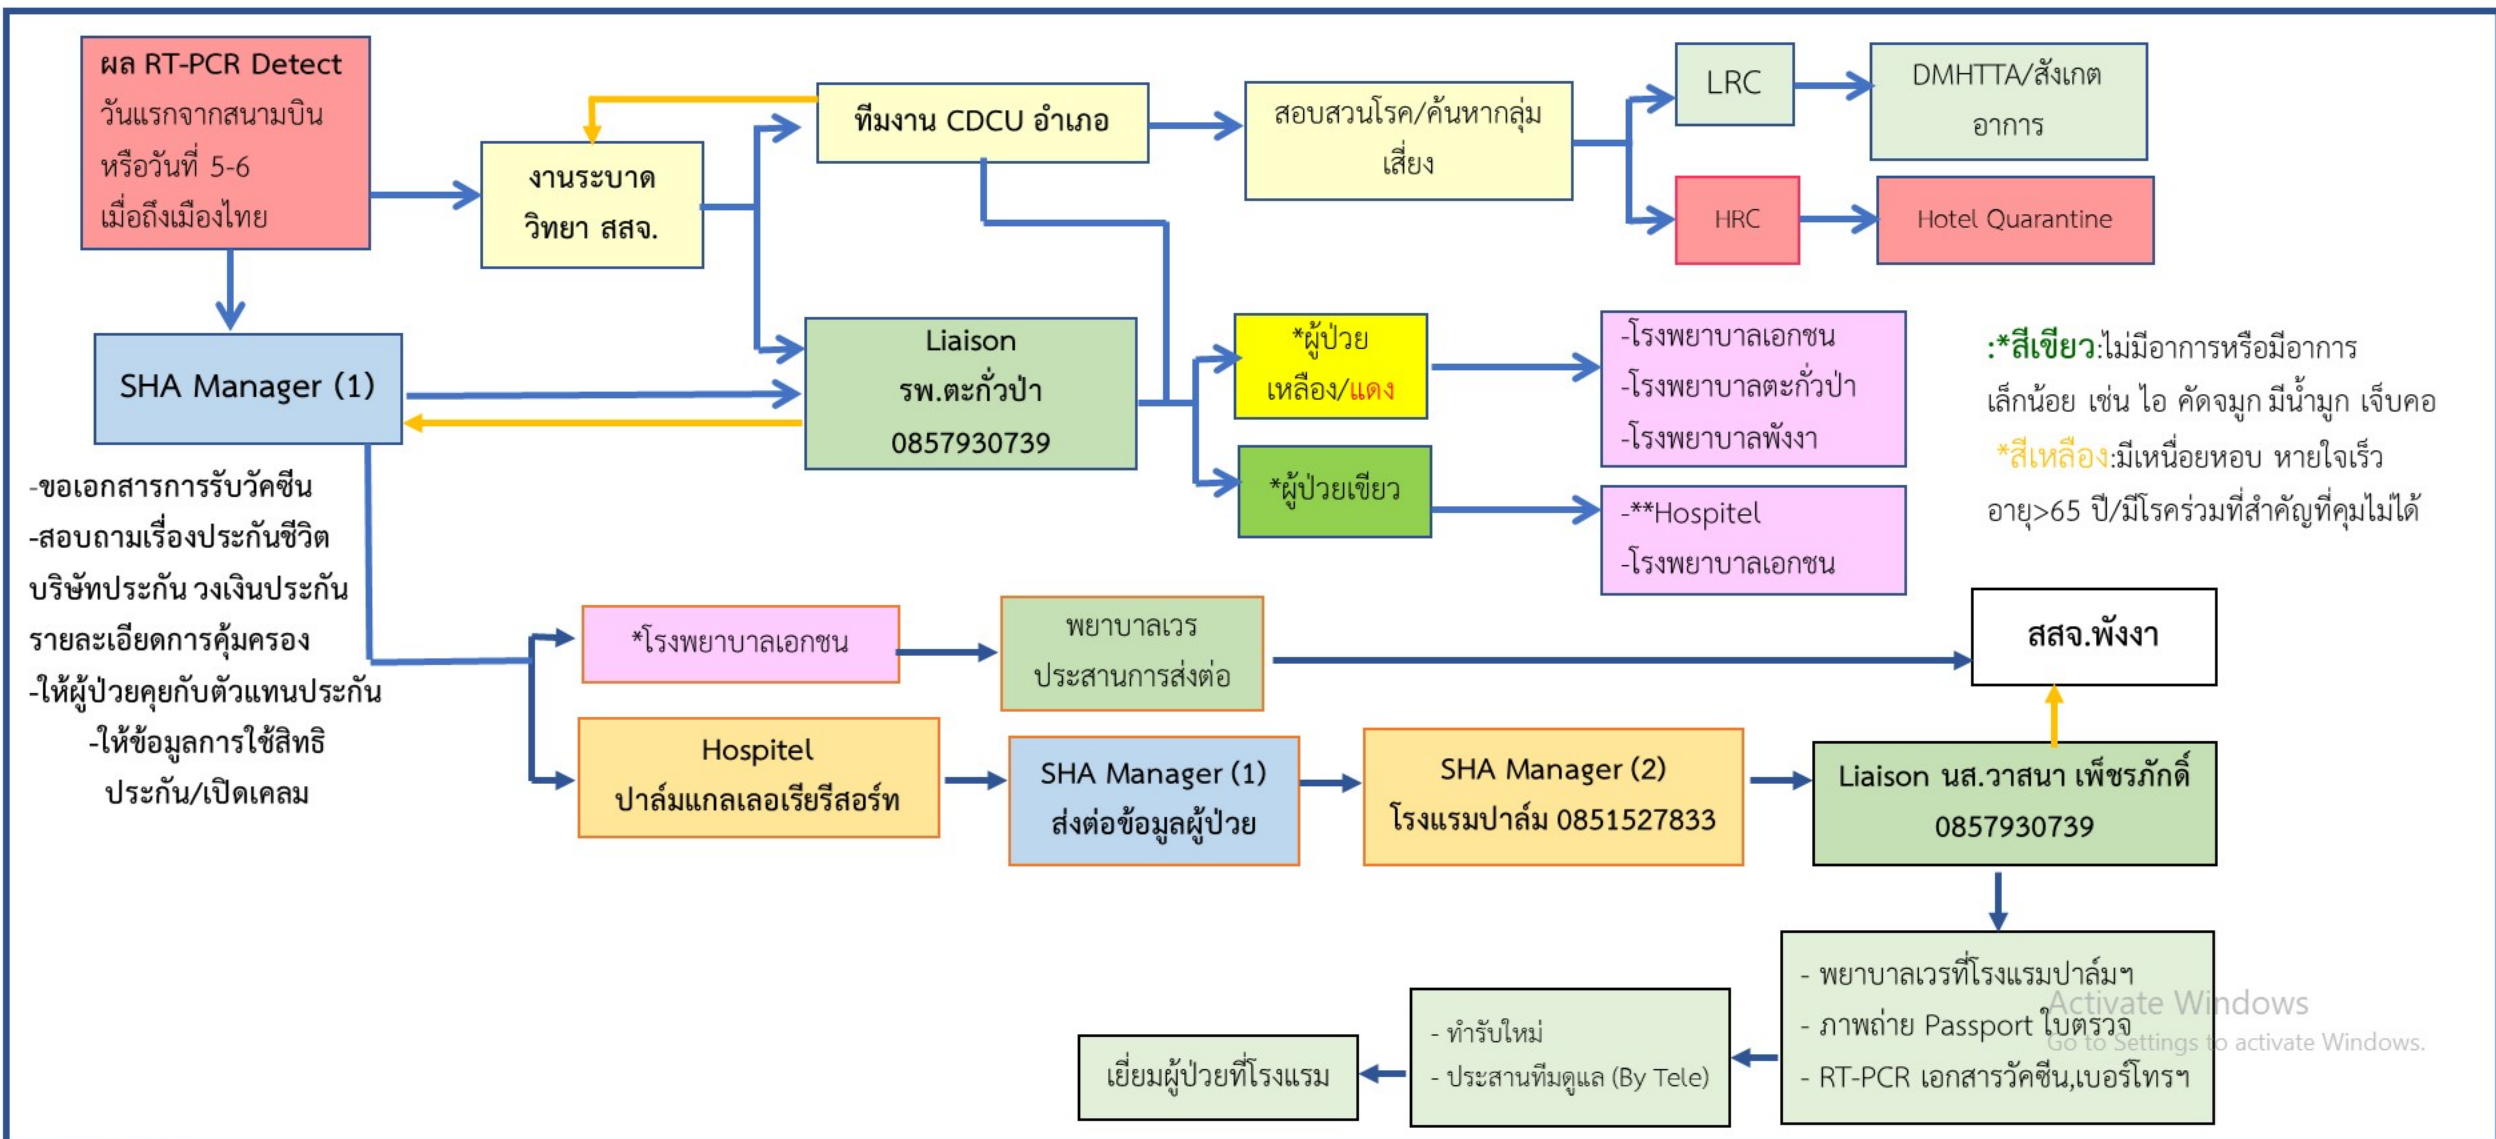 ผล RT-PCR Detect
วันแรกจากสนามบิน
หรือวันที่ 5-6
เมื่อถึงเมืองไทย
งานระบาด
วิทยา สสจ.
ทีมงาน CDCU อำเภอ
สอบสวนโรค/ค้นหากลุ่ม
เสี่ยง
LRC
DMHTTA/สังเกต
อาการ
HRC
Hotel Quarantine
SHA Manager (1)
Liaison
รพ.ตะกั่วป่า
0857930739
*ผู้ป่วย
เหลือง/แดง
-โรงพยาบาลเอกชน
-โรงพยาบาลตะกั่วป่า
-โรงพยาบาลพังงา
*ผู้ป่วยเขียว
-**Hospitel
-โรงพยาบาลเอกชน
:*สีเขียว:ไม่มีอาการหรือมีอาการ
เล็กน้อย เช่น ไอ คัดจมูก มีน้ำมูก เจ็บคอ
*สีเหลือง:มีเหนื่อยหอบ หายใจเร็ว
อายุ>65 ปี/มีโรคร่วมที่สำคัญที่คุมไม่ได้
-ขอเอกสารการรับวัคซีน
-สอบถามเรื่องประกันชีวิต
บริษัทประกัน วงเงินประกัน
รายละเอียดการคุ้มครอง
-ให้ผู้ป่วยคุยกับตัวแทนประกัน
-ให้ข้อมูลการใช้สิทธิ
ประกัน/เปิดเคลม
*โรงพยาบาลเอกชน
พยาบาลเวร
ประสานการส่งต่อ
สสจ.พังงา
Hospitel
ปาล์มแกลเลอเรียรีสอร์ท
SHA Manager (1)
ส่งต่อข้อมูลผู้ป่วย
SHA Manager (2)
โรงแรมปาล์ม 0851527833
Liaison นส.วาสนา เพ็ชรภักดิ์
0857930739
- พยาบาลเวรที่โรงแรมปาล์มฯ
- ภาพถ่าย Passport ใบตรวจ
- RT-PCR เอกสารวัคซีน,เบอร์โทรฯ
- ทำรับใหม่
- ประสานทีมดูแล (By Tele)
เยี่ยมผู้ป่วยที่โรงแรม
Activate Windows
Go to Settings to activate Windows.